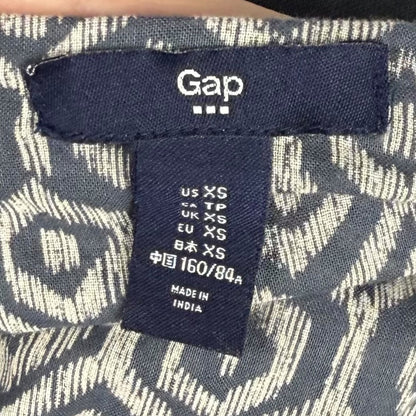 Gap
US XS
CA TP
UK XS
EU XS
日本 XS
中国 160/84A
MADE IN
INDIA